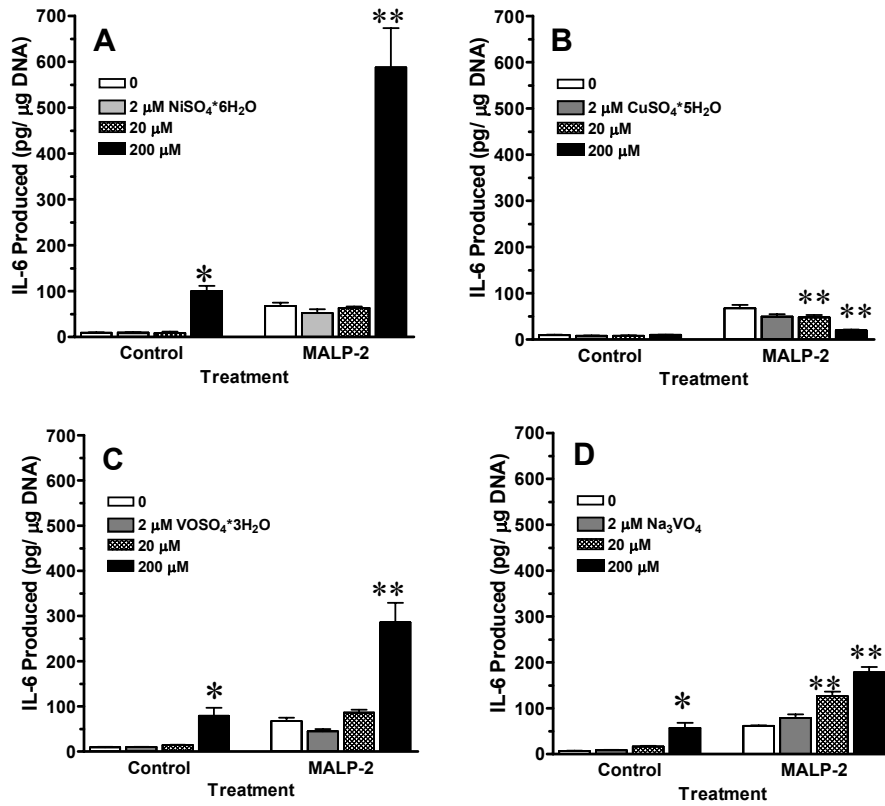 A
**
700
600
500
400
300
200
100
0
IL-6 Produced (pg/ μg DNA)
0
2 μM NiSO₄*6H₂O
20 μM
200 μM
*
Control MALP-2
Treatment
B
700
600
500
400
300
200
100
0
IL-6 Produced (pg/ μg DNA)
0
2 μM CuSO₄*5H₂O
20 μM
200 μM
** **
Control MALP-2
Treatment
C
700
600
500
400
300
200
100
0
IL-6 Produced (pg/ μg DNA)
0
2 μM VOSO₄*3H₂O
20 μM
200 μM
**
*
Control MALP-2
Treatment
D
700
600
500
400
300
200
100
0
IL-6 Produced (pg/ μg DNA)
0
2 μM Na₃VO₄
20 μM
200 μM
**
**
*
Control MALP-2
Treatment